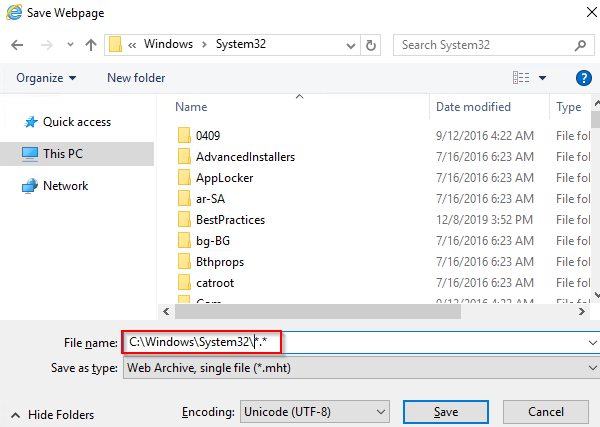 Save Webpage
« Windows › System32
Search System32
Organize
New folder
?
Name
Date modified
Type
Quick access
This PC
Network
0409 9/12/2016 4:22 AM File fol
AdvancedInstallers 7/16/2016 6:23 AM File fol
AppLocker 7/16/2016 6:23 AM File fol
ar-SA 7/16/2016 6:23 AM File fol
BestPractices 12/8/2019 3:52 PM File fol
bg-BG 7/16/2016 6:23 AM File fol
Bthprops 7/16/2016 6:23 AM File fol
catroot 7/16/2016 6:23 AM File fol
File name: C:\Windows\System32\*.*
Save as type: Web Archive, single file (*.mht)
Hide Folders
Encoding: Unicode (UTF-8)
Save
Cancel